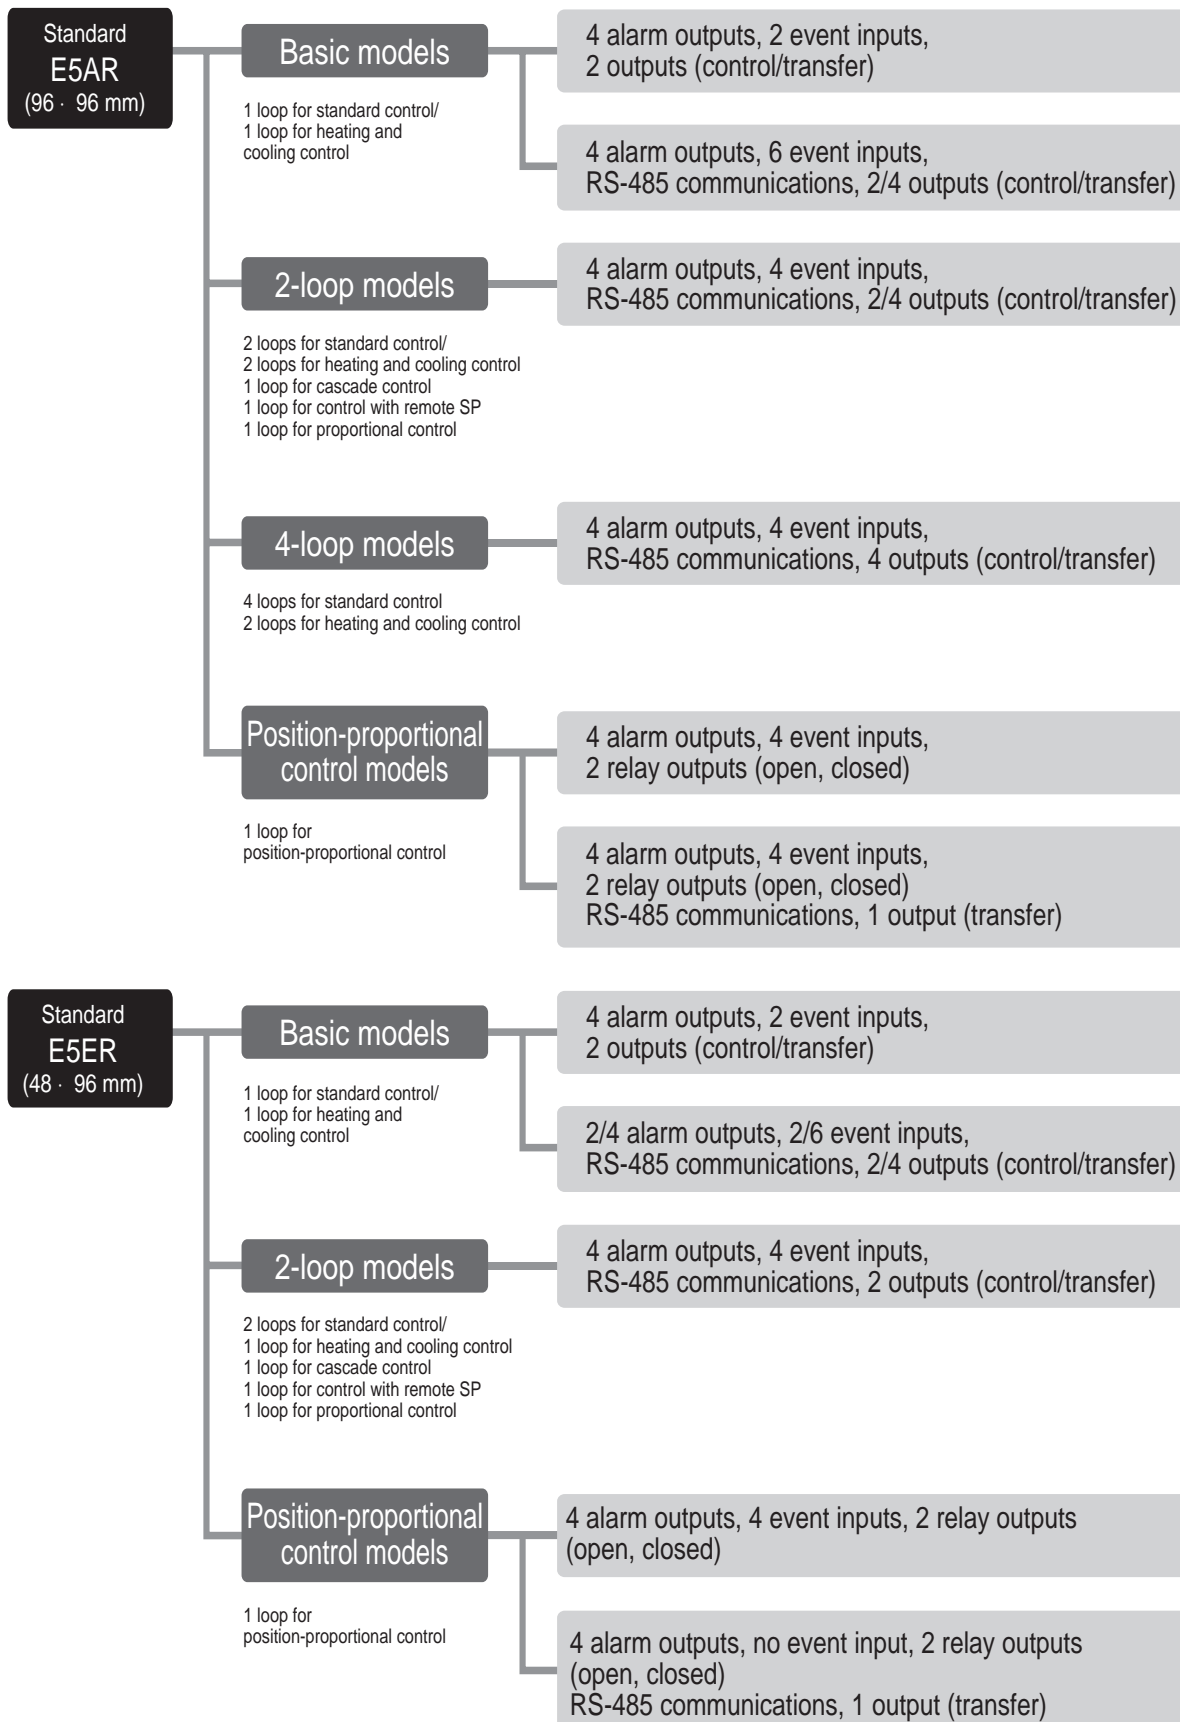 Standard
E5AR
(96 · 96 mm)
Basic models
1 loop for standard control/
1 loop for heating and
cooling control
4 alarm outputs, 2 event inputs,
2 outputs (control/transfer)
4 alarm outputs, 6 event inputs,
RS-485 communications, 2/4 outputs (control/transfer)
2-loop models
2 loops for standard control/
2 loops for heating and cooling control
1 loop for cascade control
1 loop for control with remote SP
1 loop for proportional control
4 alarm outputs, 4 event inputs,
RS-485 communications, 2/4 outputs (control/transfer)
4-loop models
4 loops for standard control
2 loops for heating and cooling control
4 alarm outputs, 4 event inputs,
RS-485 communications, 4 outputs (control/transfer)
Position-proportional
control models
1 loop for
position-proportional control
4 alarm outputs, 4 event inputs,
2 relay outputs (open, closed)
4 alarm outputs, 4 event inputs,
2 relay outputs (open, closed)
RS-485 communications, 1 output (transfer)
Standard
E5ER
(48 · 96 mm)
Basic models
1 loop for standard control/
1 loop for heating and
cooling control
4 alarm outputs, 2 event inputs,
2 outputs (control/transfer)
2/4 alarm outputs, 2/6 event inputs,
RS-485 communications, 2/4 outputs (control/transfer)
2-loop models
2 loops for standard control/
1 loop for heating and cooling control
1 loop for cascade control
1 loop for control with remote SP
1 loop for proportional control
4 alarm outputs, 4 event inputs,
RS-485 communications, 2 outputs (control/transfer)
Position-proportional
control models
1 loop for
position-proportional control
4 alarm outputs, 4 event inputs, 2 relay outputs
(open, closed)
4 alarm outputs, no event input, 2 relay outputs
(open, closed)
RS-485 communications, 1 output (transfer)